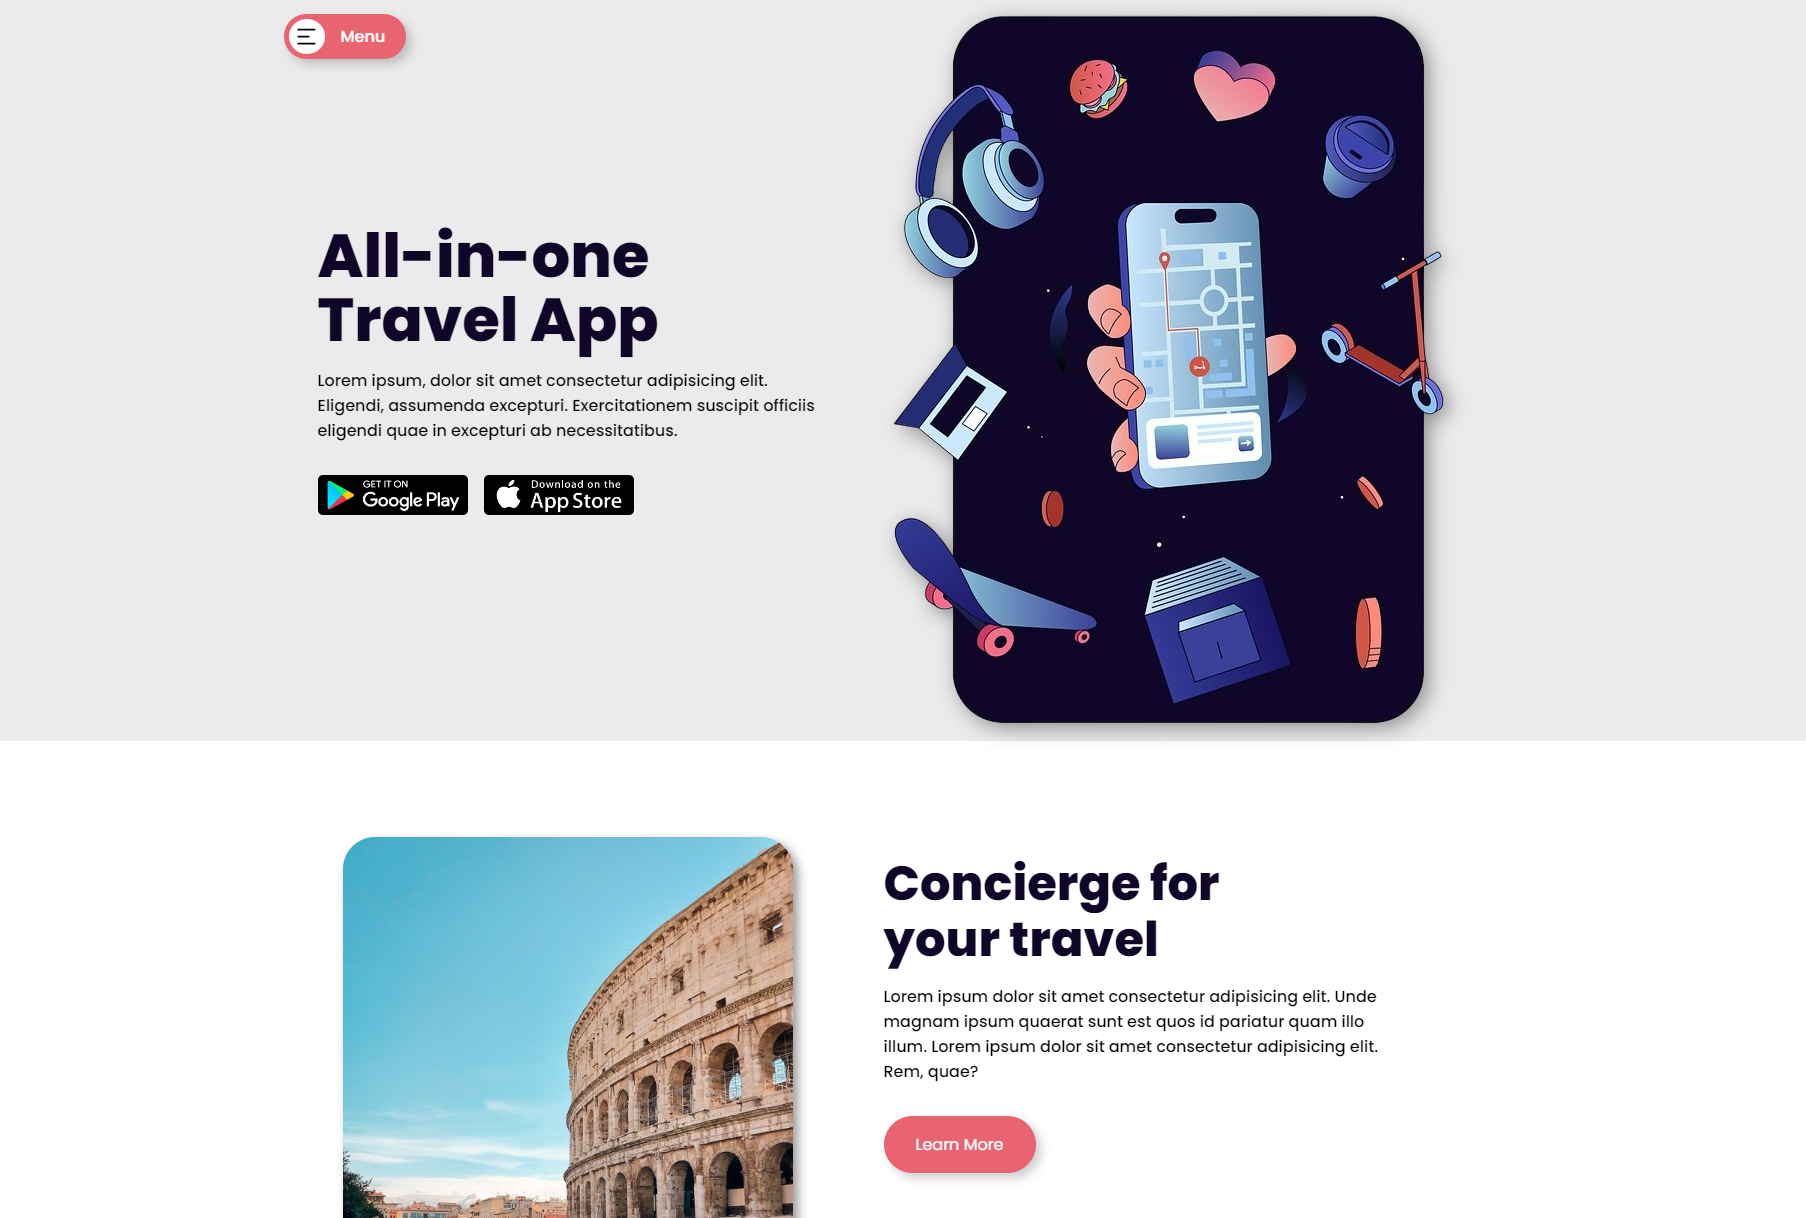 Menu
All-in-one
Travel App
Lorem ipsum, dolor sit amet consectetur adipisicing elit.
Eligendi, assumenda excepturi. Exercitationem suscipit officiis
eligendi quae in excepturi ab necessitatibus.
GET IT ON
Google Play
Download on the
App Store
Concierge for
your travel
Lorem ipsum dolor sit amet consectetur adipisicing elit. Unde
magnam ipsum quaerat sunt est quos id pariatur quam illo
illum. Lorem ipsum dolor sit amet consectetur adipisicing elit.
Rem, quae?
Learn More